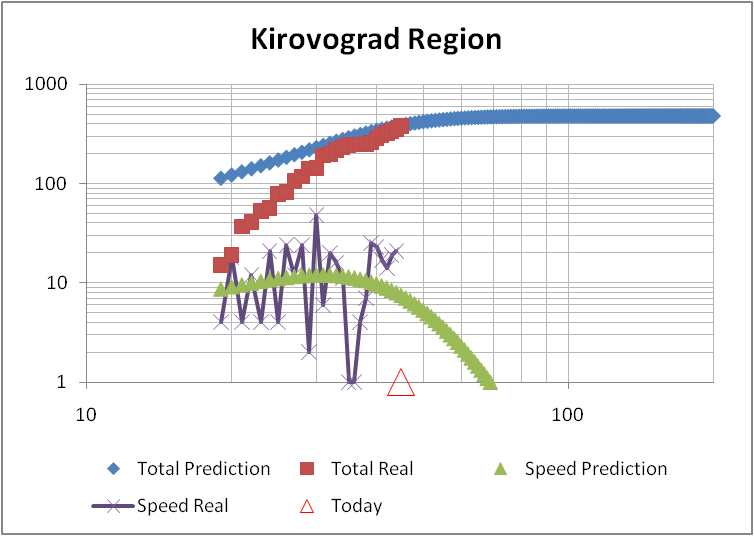 Kirovograd Region
1000
100
10
1
10 100
Total Prediction Total Real Speed Prediction
Speed Real Today